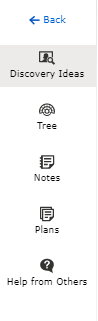 Back
Discovery Ideas
Tree
Notes
Plans
Help from Others